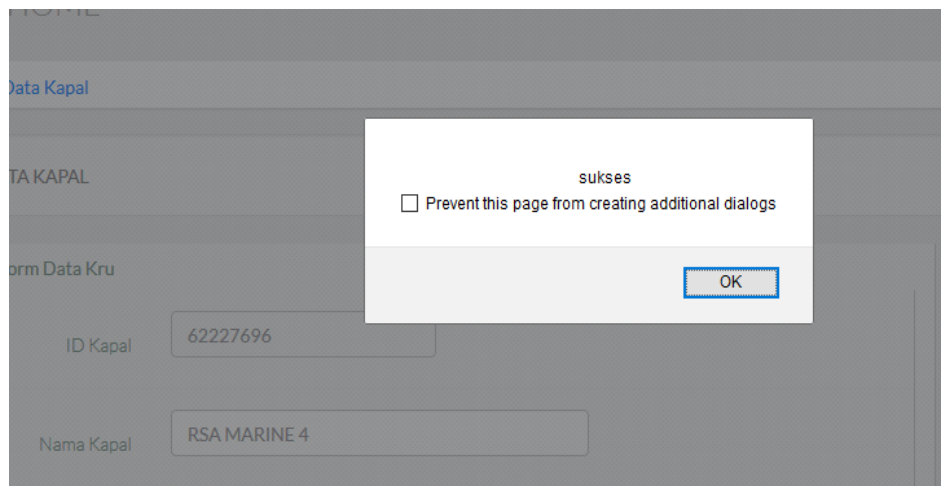 HOME
Data Kapal
TA KAPAL
sukses
Prevent this page from creating additional dialogs
OK
orm Data Kru
ID Kapal
62227696
Nama Kapal
RSA MARINE 4